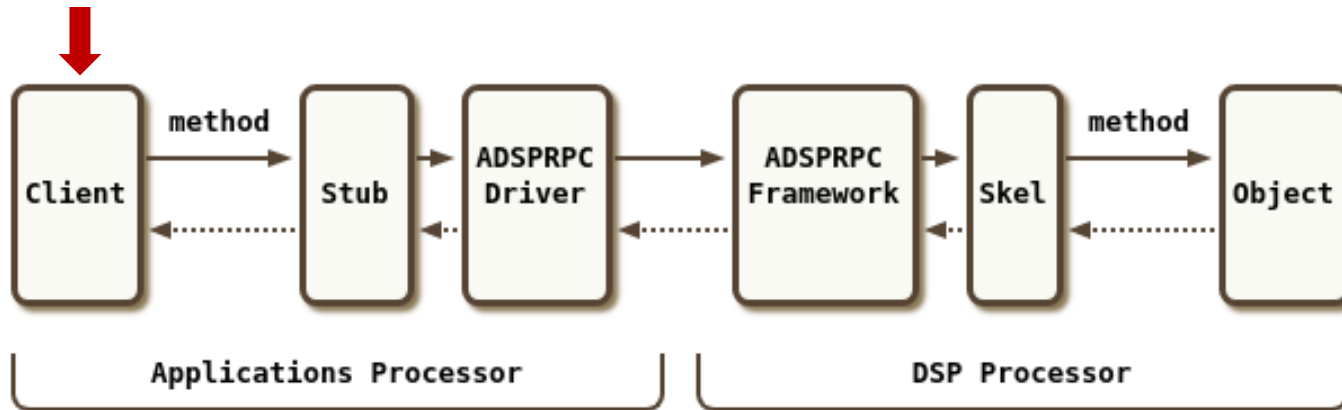 method
method
Client
Stub
ADSPRPC
Driver
ADSPRPC
Framework
Skel
Object
Applications Processor
DSP Processor